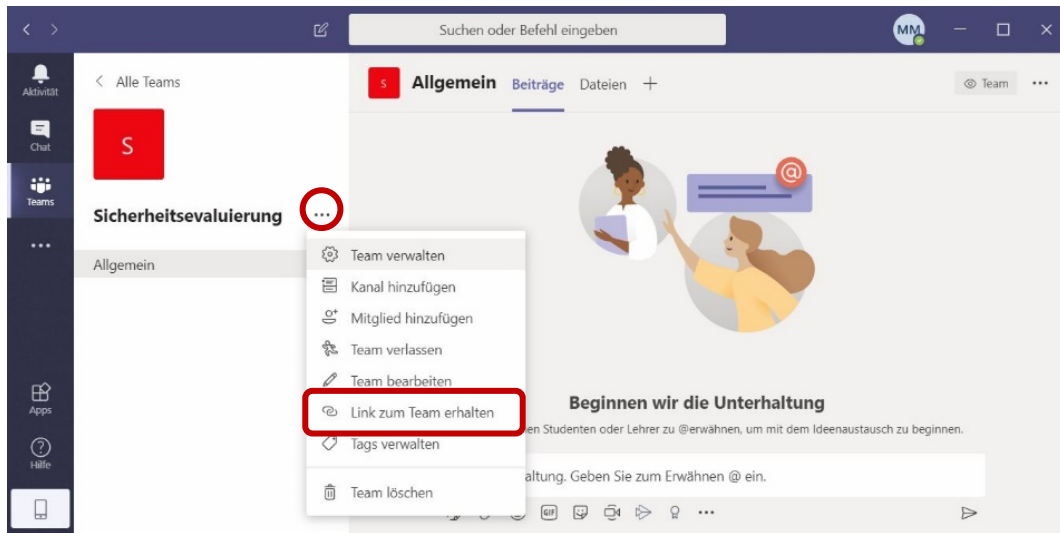 Suchen oder Befehl eingeben
MM
Aktivität
Chat
Teams
Apps
Hilfe
Alle Teams
S
Sicherheitsevaluierung
Allgemein
Team verwalten
Kanal hinzufügen
Mitglied hinzufügen
Team verlassen
Team bearbeiten
Link zum Team erhalten
Tags verwalten
Team löschen
S Allgemein Beiträge Dateien
Team
@
Beginnen wir die Unterhaltung
en Studenten oder Lehrer zu @erwähnen, um mit dem Ideenaustausch zu beginnen.
altung. Geben Sie zum Erwähnen @ ein.
GIF